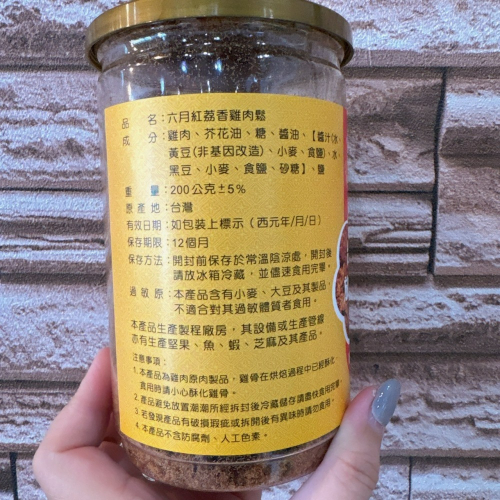 品　　名：六月紅荔香雞肉鬆
成　　分：雞肉、芥花油、糖、醬油、【醬汁(水、
黃豆(非基因改造)、小麥、食鹽)、水、
黑豆、小麥、食鹽、砂糖】、鹽
重　　量：200公克±5%
原 產 地：台灣
有效日期：如包裝上標示（西元年/月/日）
保存期限：12個月
保存方法：開封前保存於常溫陰涼處，開封後
請放冰箱冷藏，並儘速食用完畢。
過 敏 原：本產品含有小麥、大豆及其製品，
不適合對其過敏體質者食用。
本產品生產製程廠房，其設備或生產管線
亦有生產堅果、魚、蝦、芝麻及其產品。
注意事項：
1.本產品為雞肉原肉製品，雞骨在烘焙過程中已經酥化
食用時請小心酥化雞骨。
2.產品避免放置潮濕所經拆封後冷藏儲存請盡快食用完畢。
3.若發現產品有破損瑕疵或拆開後有異味時請勿食用。
4.本產品不含防腐劑、人工色素。